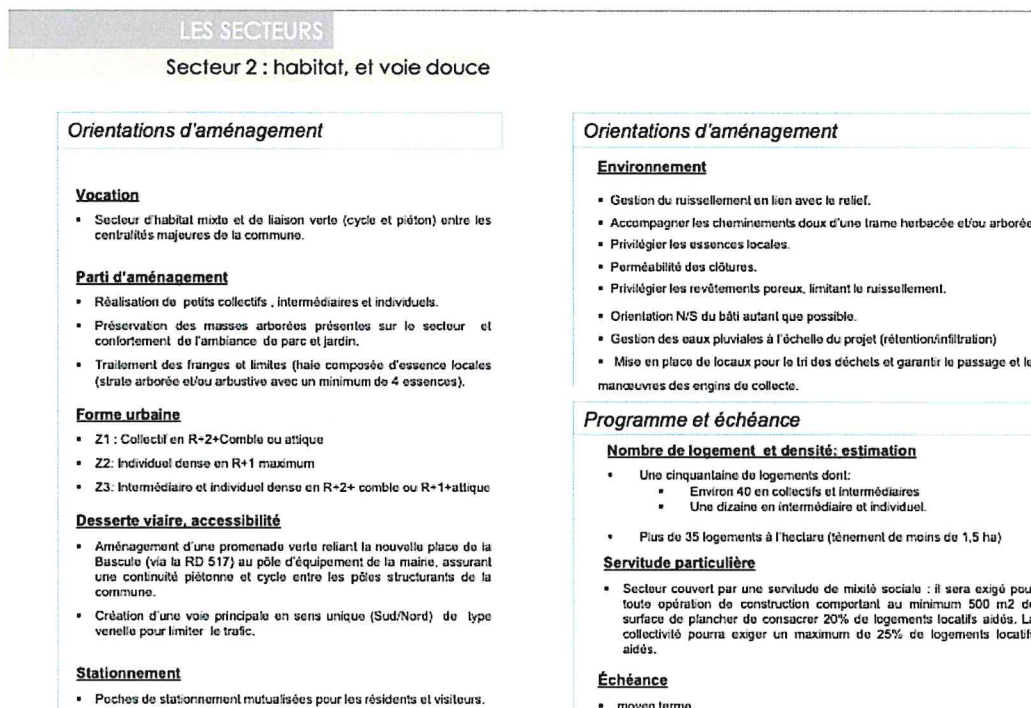 LES SECTEURS
Secteur 2 : habitat, et voie douce
Orientations d'aménagement
Vocation
▪ Secteur d'habitat mixte et de liaison verte (cycle et piéton) entre les
centralités majeures de la commune.
Parti d'aménagement
▪ Réalisation de petits collectifs , intermédiaires et individuels.
▪ Préservation des masses arborées présentes sur le secteur et
confortement de l'ambiance de parc et jardin.
▪ Traitement des franges et limites (haie composée d'essence locales
(strate arborée et/ou arbustive avec un minimum de 4 essences).
Forme urbaine
▪ Z1 : Collectif en R+2+Comble ou attique
▪ Z2: Individuel dense en R+1 maximum
▪ Z3: Intermédiaire et individuel dense en R+2+ comble ou R+1+attique
Desserte viaire, accessibilité
▪ Aménagement d'une promenade verte reliant la nouvelle place de la
Bascule (via la RD 517) au pôle d'équipement de la mairie, assurant
une continuité piétonne et cycle entre les pôles structurants de la
commune.
▪ Création d'une voie principale en sens unique (Sud/Nord) de type
venelle pour limiter le trafic.
Stationnement
▪ Poches de stationnement mutualisées pour les résidents et visiteurs.
Orientations d'aménagement
Environnement
▪ Gestion du ruissellement en lien avec le relief.
▪ Accompagner les cheminements doux d'une trame herbacée et/ou arborée
▪ Privilégier les essences locales.
▪ Perméabilité des clôtures.
▪ Privilégier les revêtements poreux, limitant le ruissellement.
▪ Orientation N/S du bâti autant que possible.
▪ Gestion des eaux pluviales à l'échelle du projet (rétention/infiltration)
▪ Mise en place de locaux pour le tri des déchets et garantir le passage et le
manœuvres des engins de collecte.
Programme et échéance
Nombre de logement et densité: estimation
▪ Une cinquantaine de logements dont:
▪ Environ 40 en collectifs et intermédiaires
▪ Une dizaine en intermédiaire et individuel.
▪ Plus de 35 logements à l'hectare (tènement de moins de 1,5 ha)
Servitude particulière
▪ Secteur couvert par une servitude de mixité sociale : il sera exigé pou
toute opération de construction comportant au minimum 500 m2 de
surface de plancher de consacrer 20% de logements locatifs aidés. La
collectivité pourra exiger un maximum de 25% de logements locatifs
aidés.
Échéance
▪ moyen terme